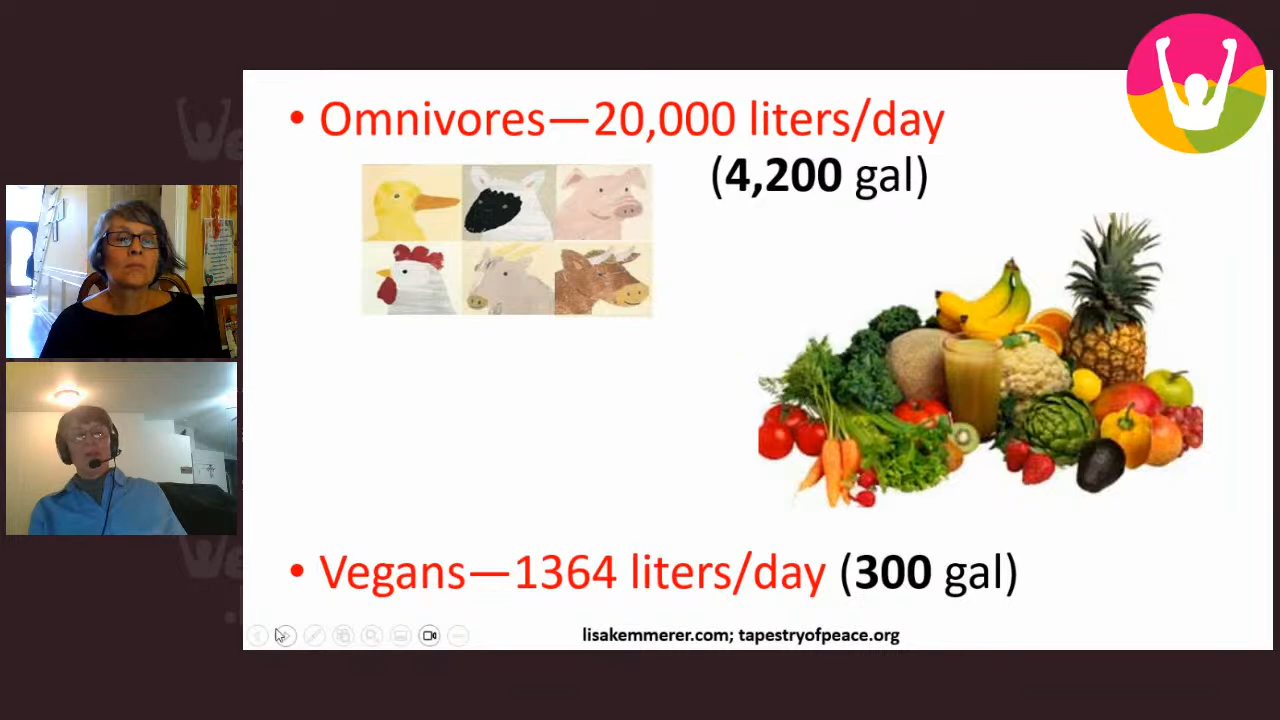 • Omnivores—20,000 liters/day
(4,200 gal)
• Vegans—1364 liters/day (300 gal)
lisakemmerer.com; tapestryofpeace.org